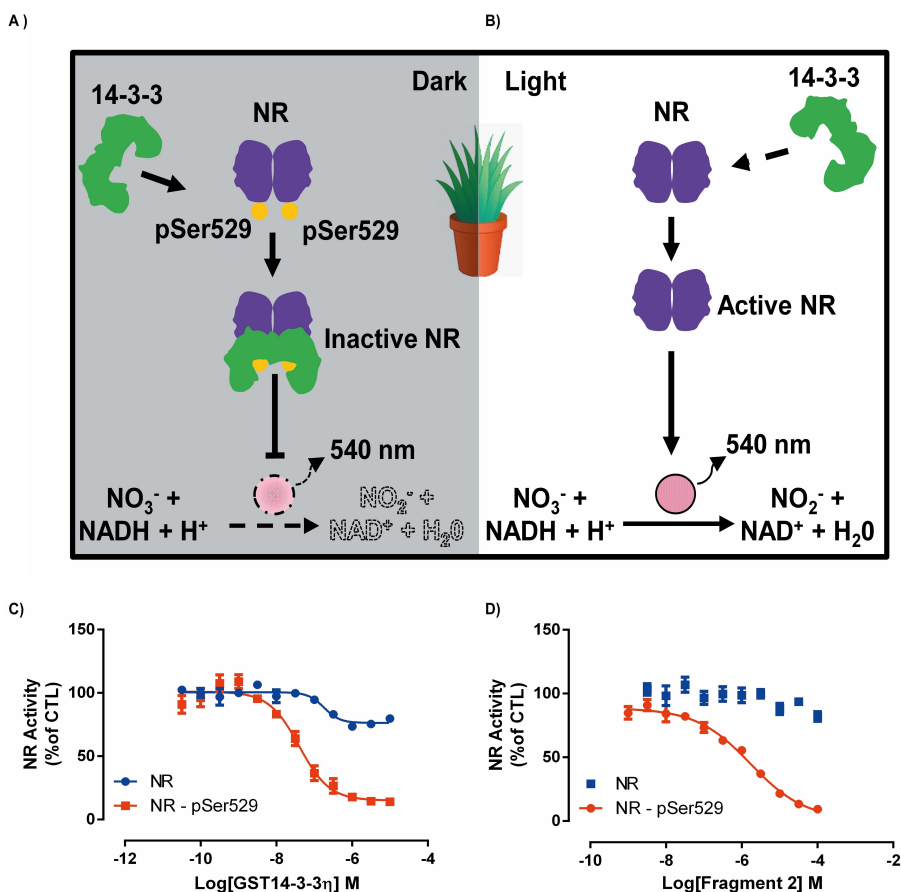 A )
B)
Dark
Light
14-3-3
NR
pSer529
pSer529
Inactive NR
540 nm
NO3- +
NADH + H+
NO2- +
NAD+ + H20
14-3-3
NR
Active NR
540 nm
NO3- +
NADH + H+
NO2- +
NAD+ + H20
C)
NR Activity
(%of CTL)
150
100
50
0
NR
NR - pSer529
-12
-10
-8
-6
-4
Log[GST14-3-3η] M
D)
NR Activity
(%of CTL)
150
100
50
0
NR
NR - pSer529
-10
-8
-6
-4
-2
Log[Fragment 2] M